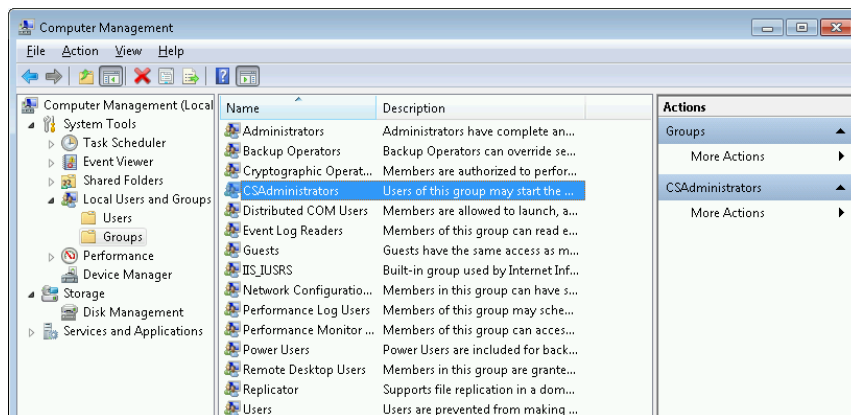 Computer Management
File Action View Help
Computer Management (Local
System Tools
Task Scheduler
Event Viewer
Shared Folders
Local Users and Groups
Users
Groups
Performance
Device Manager
Storage
Disk Management
Services and Applications
Name Description
Administrators Administrators have complete an...
Backup Operators Backup Operators can override se...
Cryptographic Operat... Members are authorized to perfor...
CSAdministrators Users of this group may start the ...
Distributed COM Users Members are allowed to launch, a...
Event Log Readers Members of this group can read e...
Guests Guests have the same access as m...
IIS_IUSRS Built-in group used by Internet Inf...
Network Configuratio... Members in this group can have s...
Performance Log Users Members of this group may sche...
Performance Monitor ... Members of this group can acces...
Power Users Power Users are included for back...
Remote Desktop Users Members in this group are grante...
Replicator Supports file replication in a dom...
Users Users are prevented from making ...
Actions
Groups
More Actions
CSAdministrators
More Actions